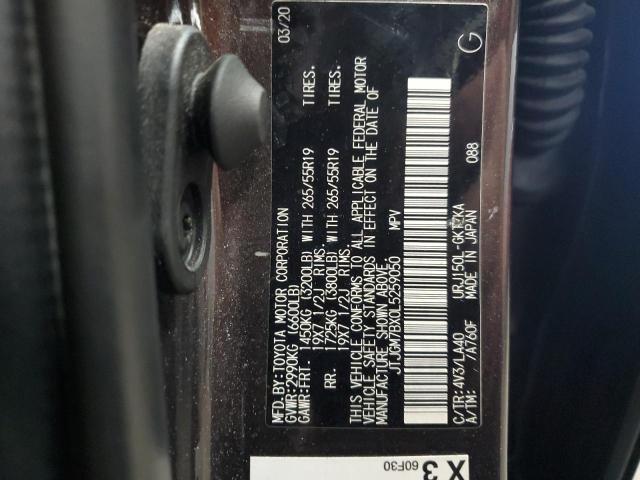 MFD.BY:TOYOTA MOTOR CORPORATION 03/20
GVWR:2990KG (6600LB)
GAWR:FRT. 1450KG (3200LB) WITH 265/55R19 TIRES.
19X7 1/2J RIMS.
RR. 1725KG (3800LB) WITH 265/55R19 TIRES.
19X7 1/2J RIMS.
THIS VEHICLE CONFORMS TO ALL APPLICABLE FEDERAL MOTOR
VEHICLE SAFETY STANDARDS IN EFFECT ON THE DATE OF
MANUFACTURE SHOWN ABOVE.
JTJGM7BX0L5259050 MPV
C/TR:4V3/LA40 URJ150L-GKTZKA
A/TM: /A760F MADE IN JAPAN 088
G
X 3
60F30